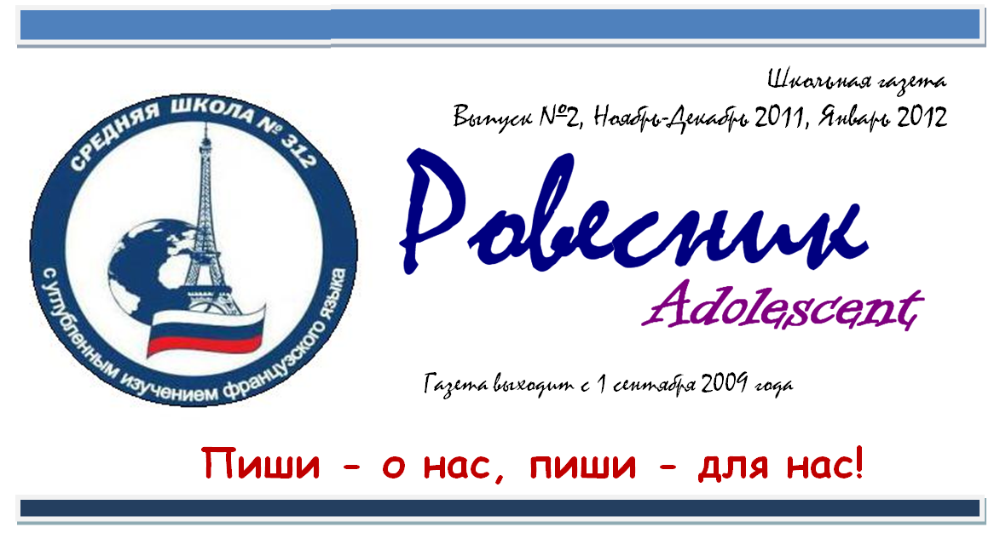 Школьная газета
Выпуск №2, Ноябрь-Декабрь 2011, Январь 2012
СРЕДНЯЯ ШКОЛА № 312
с углубленным изучением французского языка
Ровесник
Adolescent
Газета выходит с 1 сентября 2009 года
Пиши - о нас, пиши - для нас!